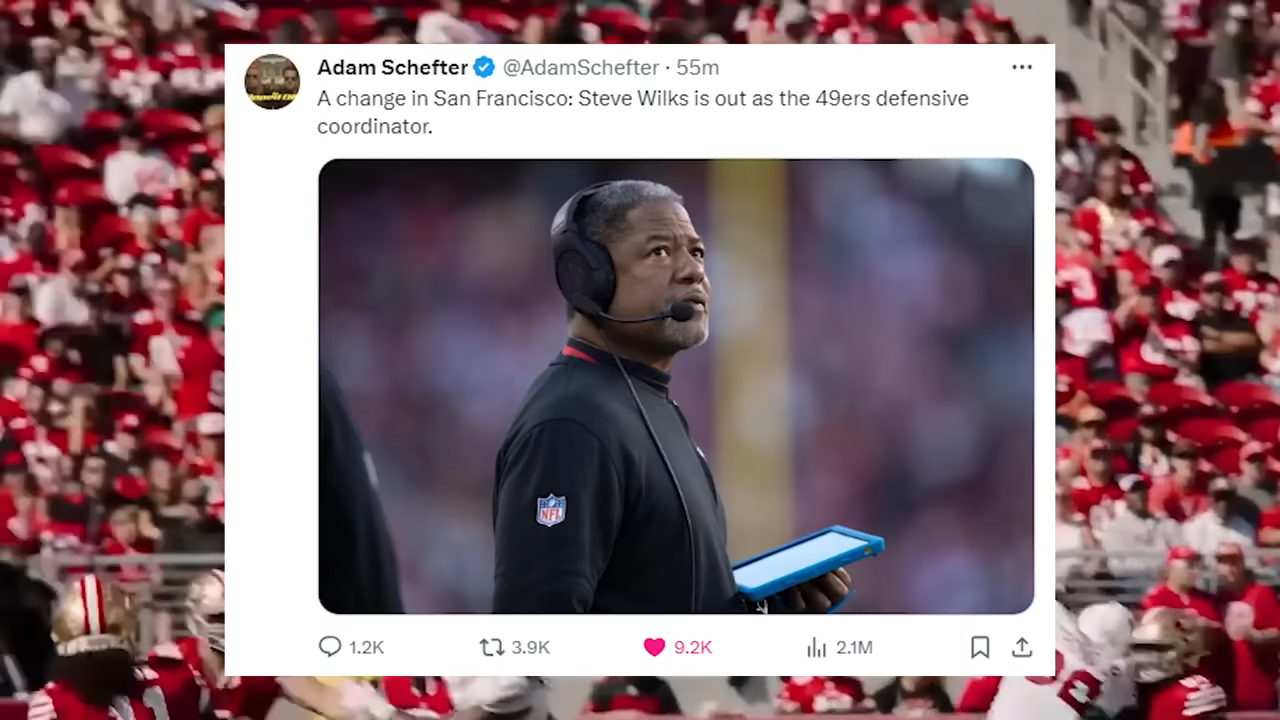 Adam Schefter @AdamSchefter · 55m
A change in San Francisco: Steve Wilks is out as the 49ers defensive
coordinator.
NFL
1.2K 3.9K 9.2K 2.1M